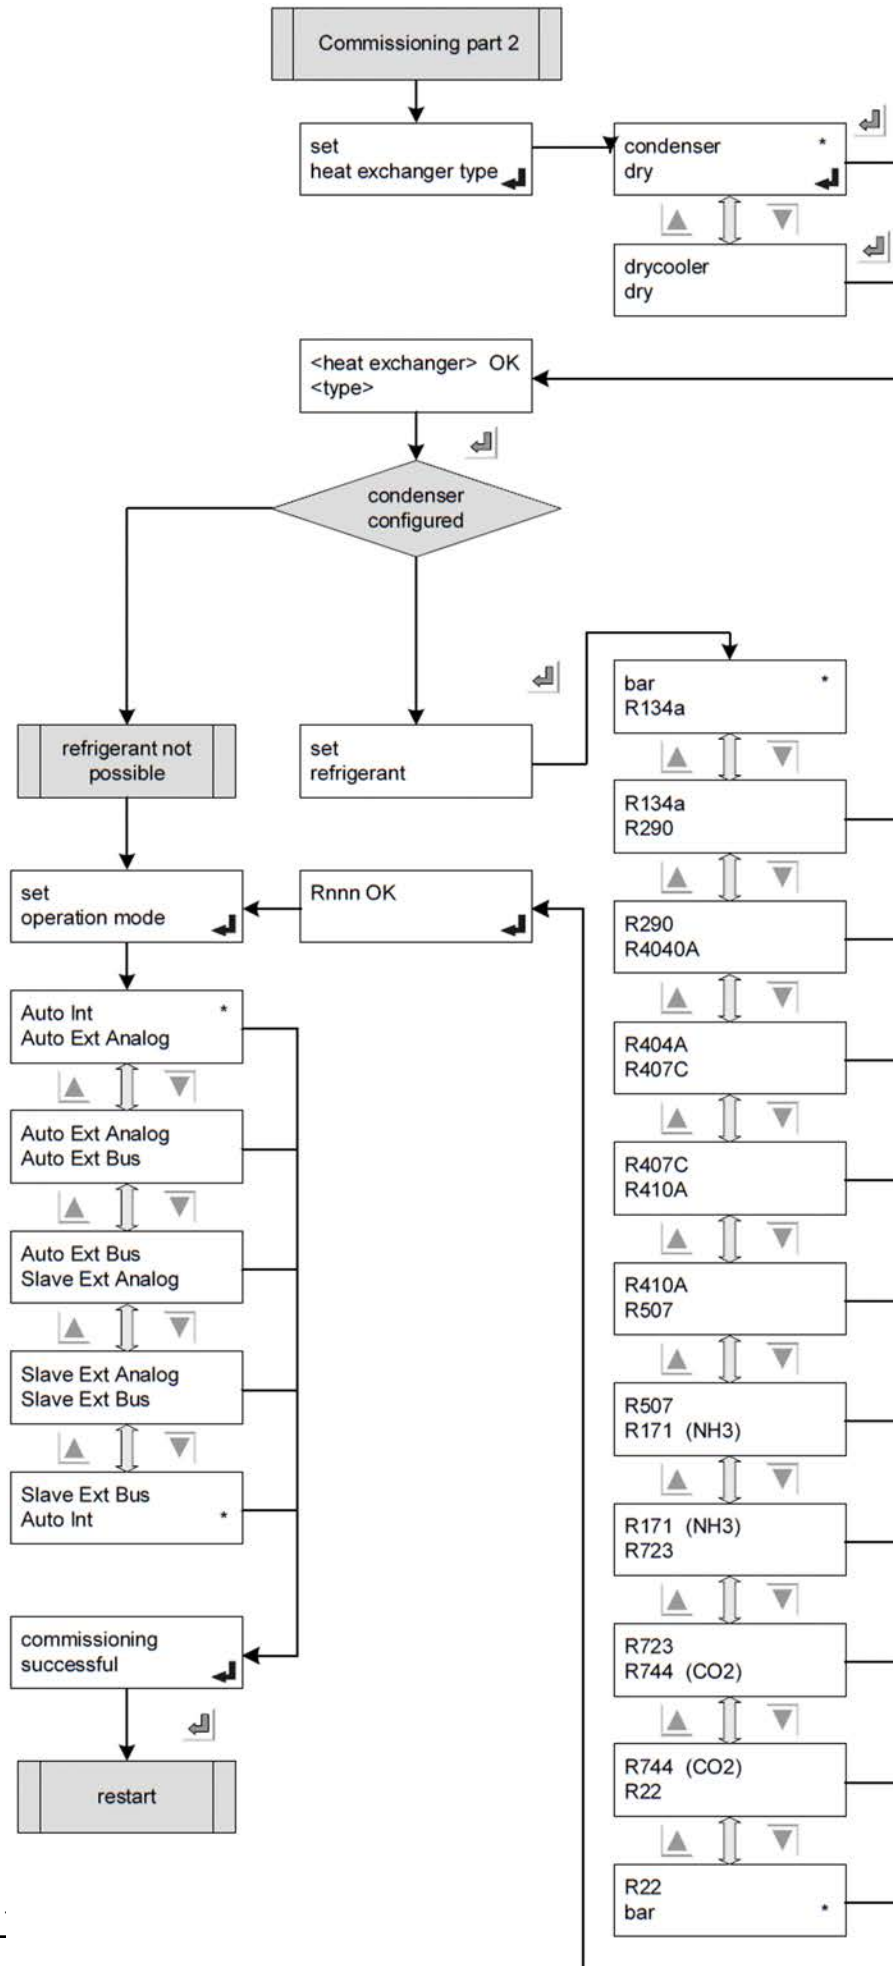 Commissioning part 2
set
heat exchanger type
condenser *
dry
drycooler
dry
<heat exchanger> OK
<type>
condenser
configured
bar *
R134a
refrigerant not
possible
set
refrigerant
R134a
R290
set
operation mode
Rnnn OK
R290
R4040A
Auto Int *
Auto Ext Analog
R404A
R407C
Auto Ext Analog
Auto Ext Bus
R407C
R410A
Auto Ext Bus
Slave Ext Analog
R410A
R507
Slave Ext Analog
Slave Ext Bus
R507
R171 (NH3)
Slave Ext Bus
Auto Int *
R171 (NH3)
R723
commissioning
successful
R723
R744 (CO2)
restart
R744 (CO2)
R22
R22
bar *